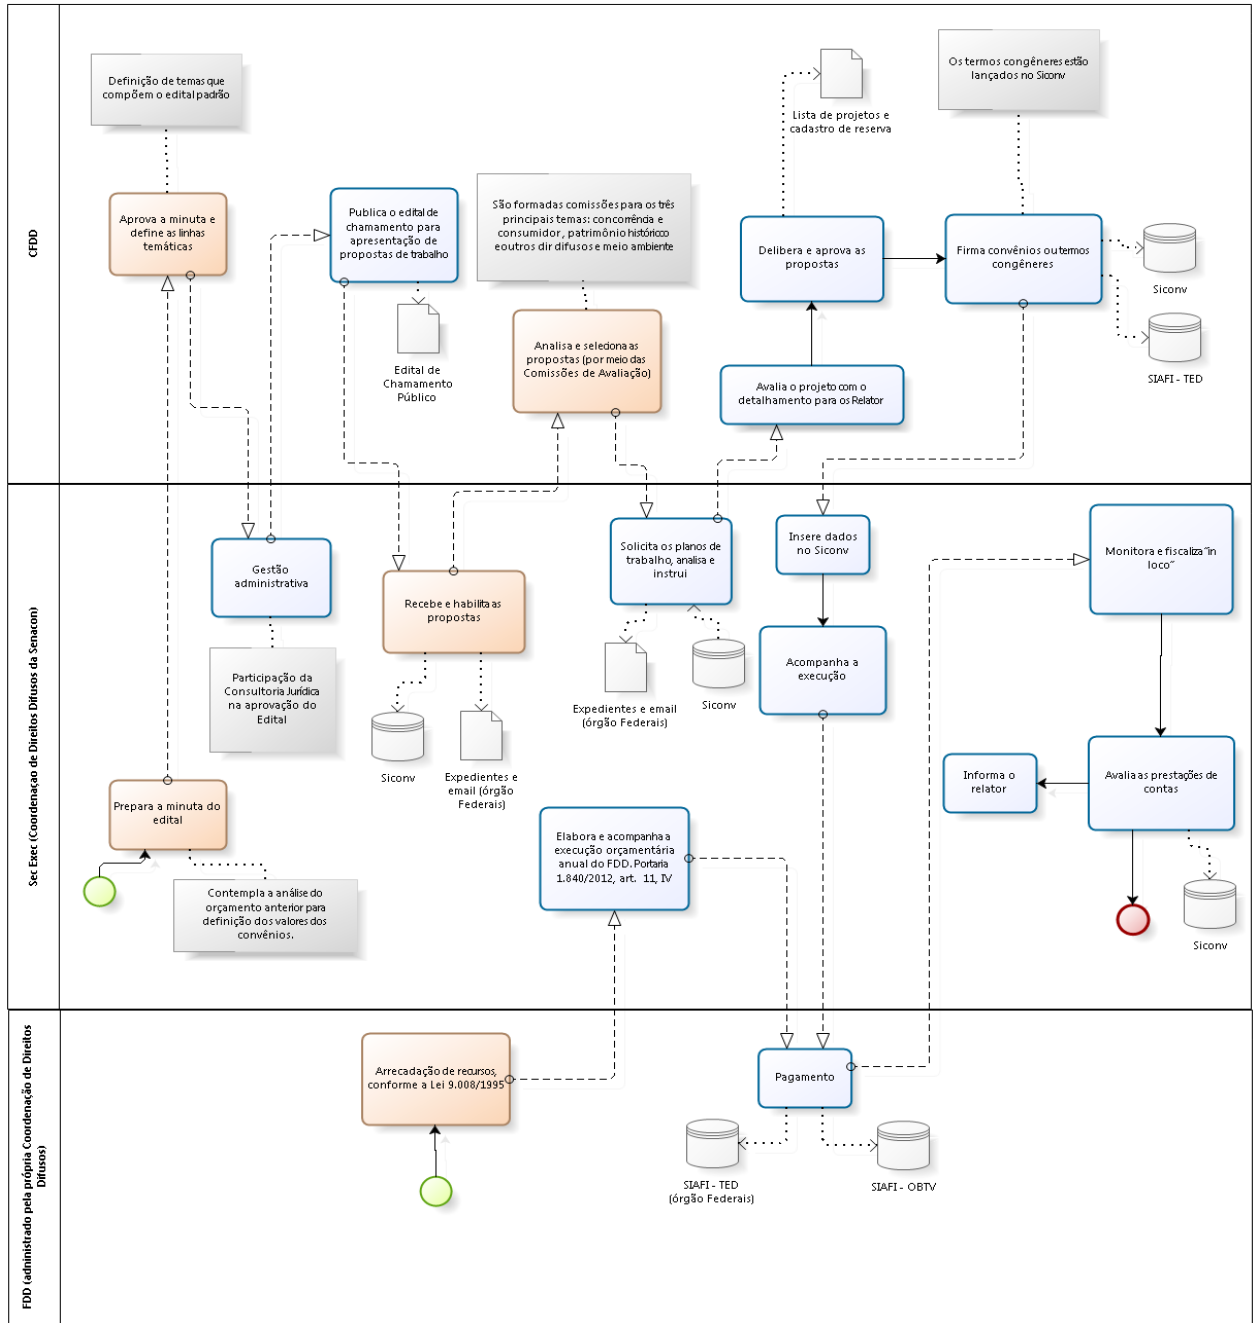 CFDD
Definição de temas que
compõem o edital padrão
Aprova a minuta e
define as linhas
temáticas
Publica o edital de
chamamento para
apresentação de
propostas de trabalho
Edital de
Chamamento
Público
São formadas comissões para os três
principais temas: concorrência e
consumidor, patrimônio históricco
eoutros dir difusos e meio ambiente
Analisa e seleciona as
propostas (por meio das
Comissões de Avaliação)
Lista de projetos e
cadastro de reserva
Delibera e aprova as
propostas
Avalia o projeto com o
detalhamento para os Relator
Os termos congêneres estão
lançados no Siconv
Firma convênios ou termos
congêneres
Siconv
SIAFI - TED
Sec Exec (Coordenaçao de Direitos Difusos da Senacon)
Gestão
administrativa
Participação da
Consultoria Jurídica
na aprovação do
Edital
Prepara a minuta do
edital
Contempla a análise do
orçamento anterior para
definição dos valores dos
convênios.
Recebe e habilita as
propostas
Siconv
Expedientes e
email (órgão
Federais)
Solicita os planos de
trabalho, analisa e
instrui
Expedientes e email
(órgão Federais)
Siconv
Insere dados
no Siconv
Acompanha a
execução
Elabora e acompanha a
execução orçamentária
anual do FDD. Portaria
1.840/2012, art. 11, IV
Monitora e fiscaliza "in
loco"
Avalia as prestações de
contas
Informa o
relator
Siconv
FDD (adninistrado pela própria Coordenação de Direitos
Difusos)
Arrecadação de recursos,
conforme a Lei 9.008/1995
Pagamento
SIAFI - TED
(órgão Federais)
SIAFI - OBTV